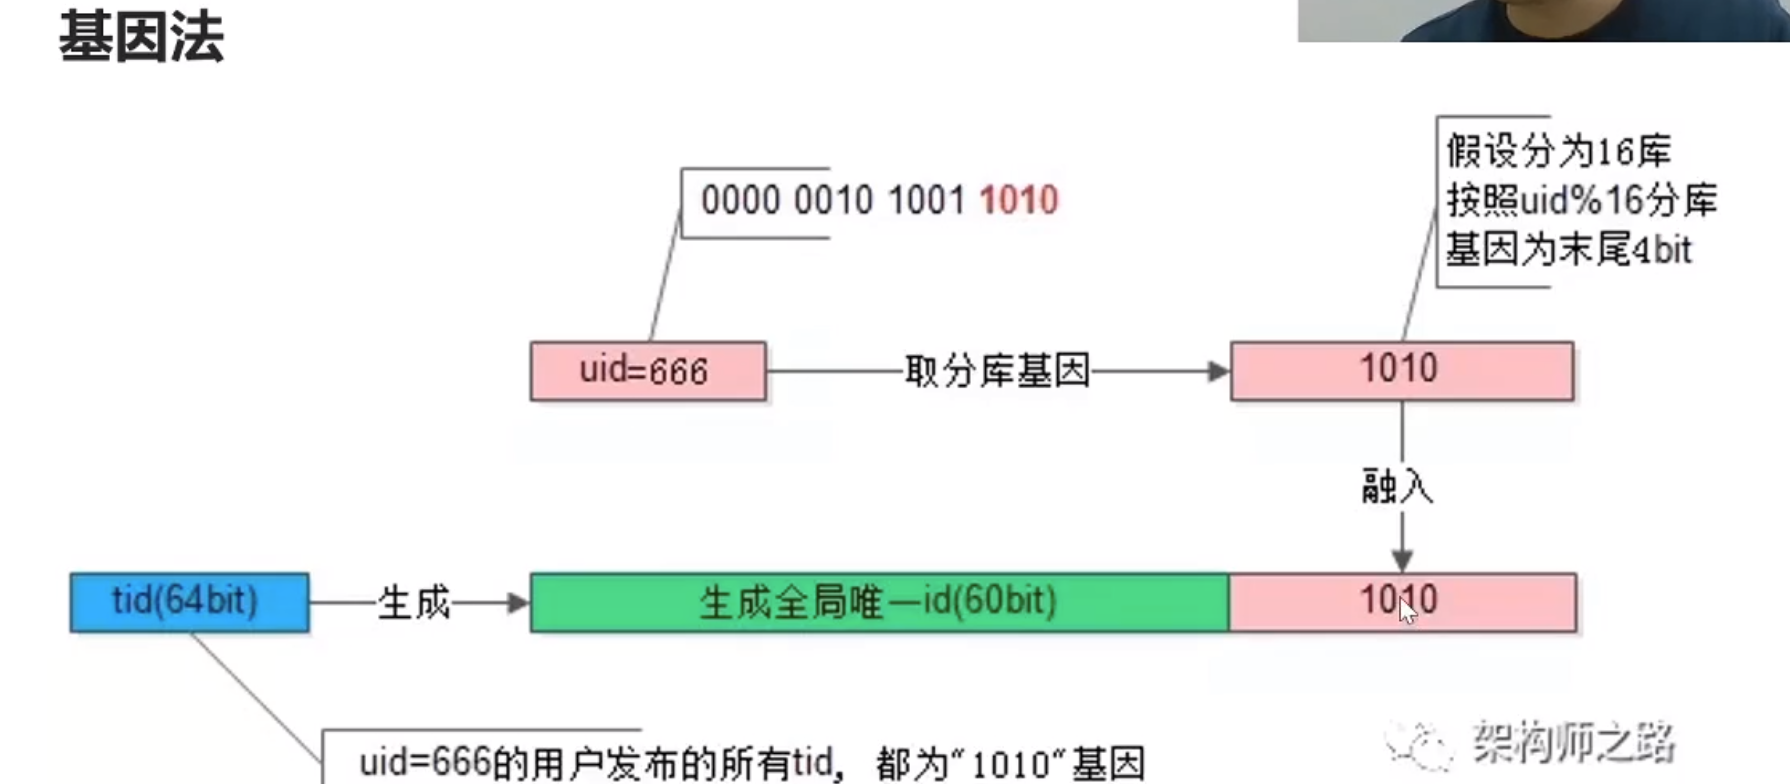 基因法
假设分为16库
按照uid%16分库
基因为末尾4bit
0000 0010 1001 1010
uid=666
取分库基因
1010
融入
tid(64bit)
生成
生成全局唯一id(60bit)
1010
uid=666的用户发布的所有tid，都为“1010“基因
架构师之路